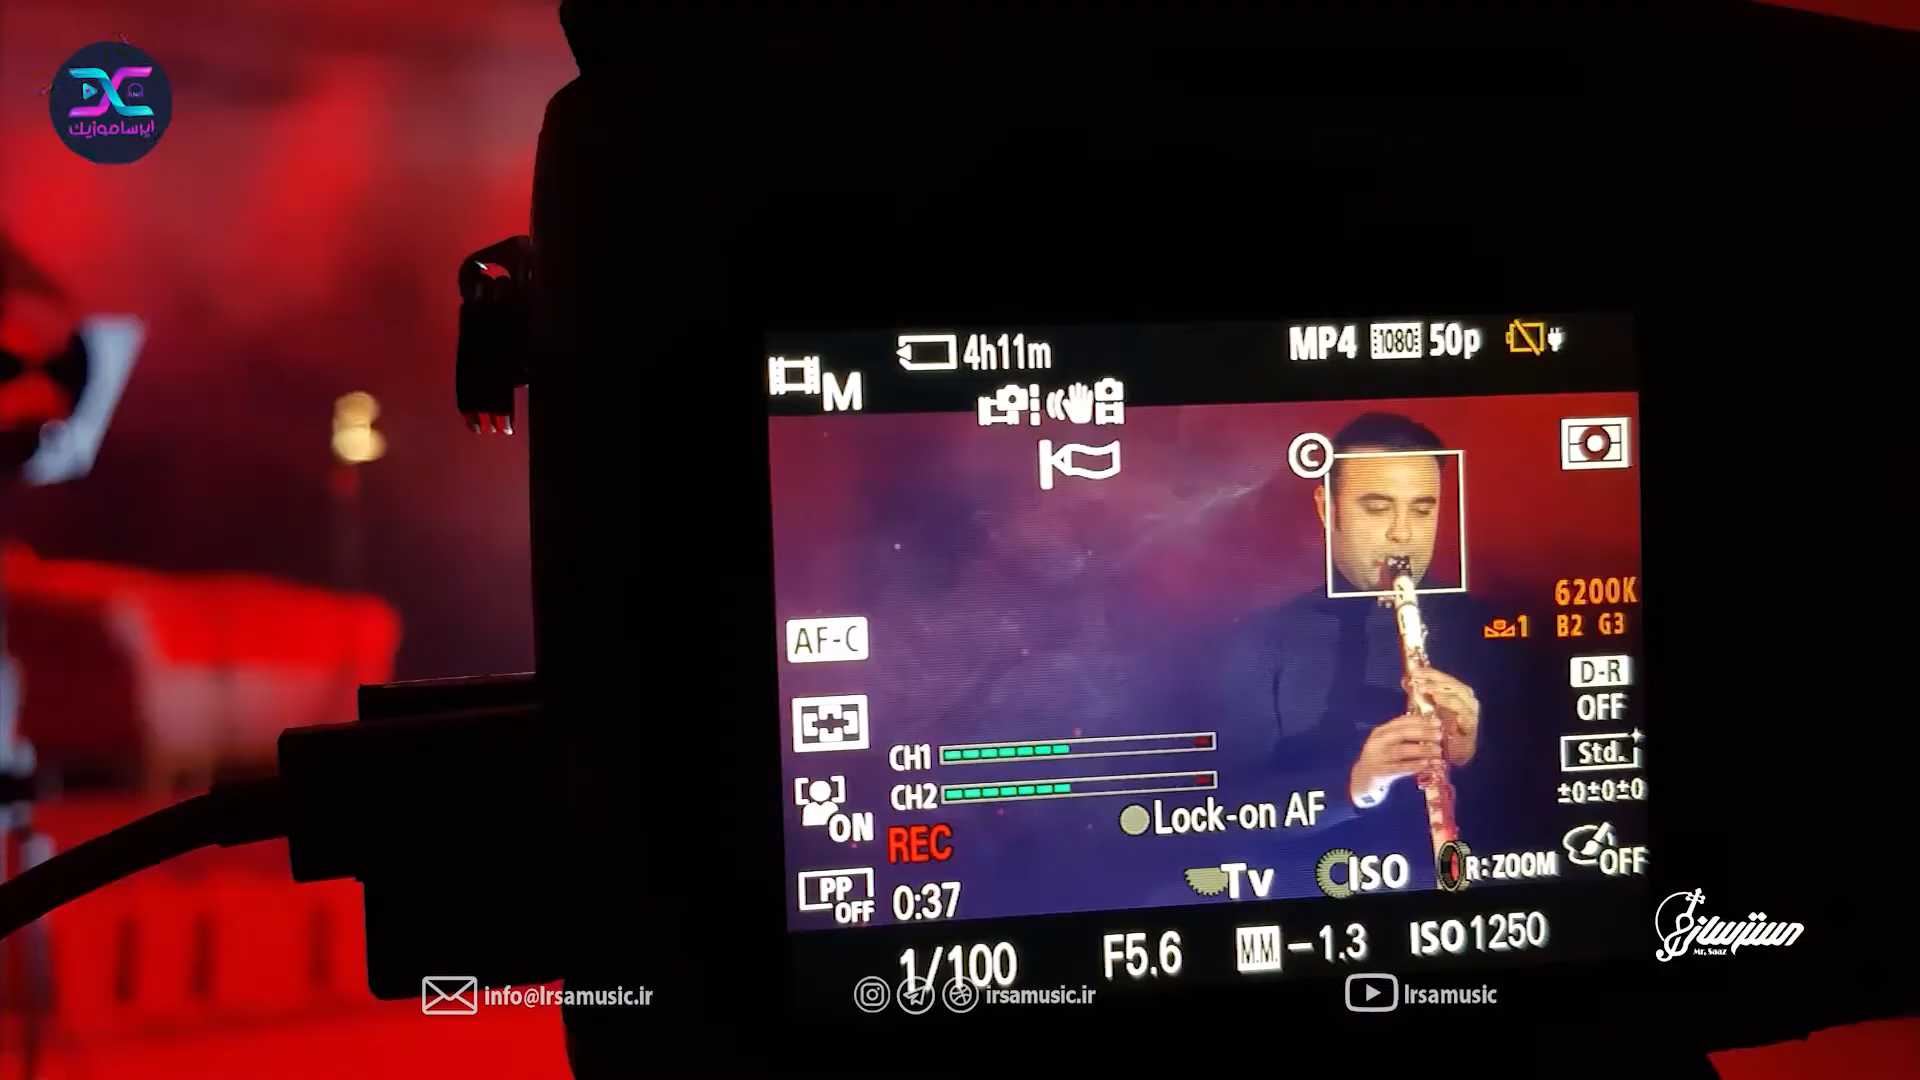 ایرساموزیک
4h11m
MP4 1080 50p
M
C
AF-C
6200K
1 B2 G3
D-R
OFF
CH1
Std.
CH2
±0±0±0
ON
Lock-on AF
REC
OFF
Tv
ISO
R:ZOOM
PP
OFF
0:37
1/100 F5.6 M.M. −1.3 ISO1250
مسترساز
Mr. Saaz
info@Irsamusic.ir
irsamusic.ir
Irsamusic